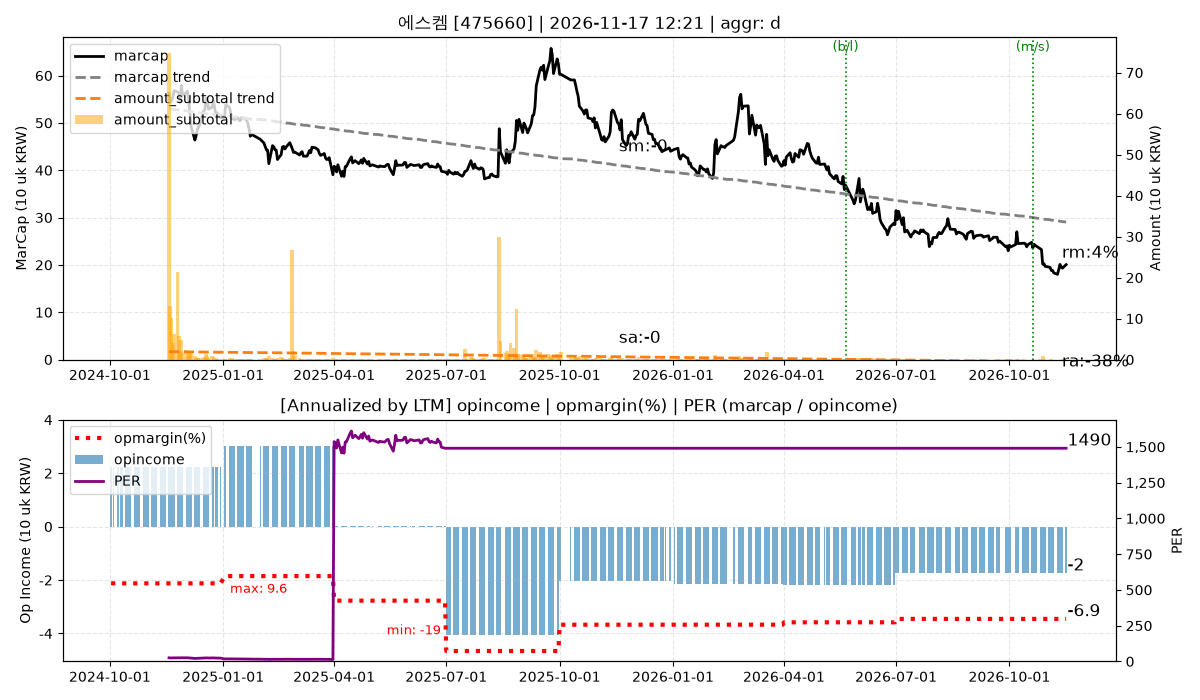 에스켐 [475660] | 2026-11-17 12:21 | aggr: d
(b/l)
(m/s)
marcap
marcap trend
amount_subtotal trend
amount_subtotal
MarCap (10 uk KRW)
Amount (10 uk KRW)
60
50
40
30
20
10
0
70
60
50
40
30
20
10
0
sm:-0
rm:4%
sa:-0
ra:-38%
2024-10-01 2025-01-01 2025-04-01 2025-07-01 2025-10-01 2026-01-01 2026-04-01 2026-07-01 2026-10-01
[Annualized by LTM] opincome | opmargin(%) | PER (marcap / opincome)
opmargin(%)
opincome
PER
Op Income (10 uk KRW)
PER
4
2
0
-2
-4
1,500
1,250
1,000
750
500
250
0
1490
-2
-6.9
max: 9.6
min: -19
2024-10-01 2025-01-01 2025-04-01 2025-07-01 2025-10-01 2026-01-01 2026-04-01 2026-07-01 2026-10-01